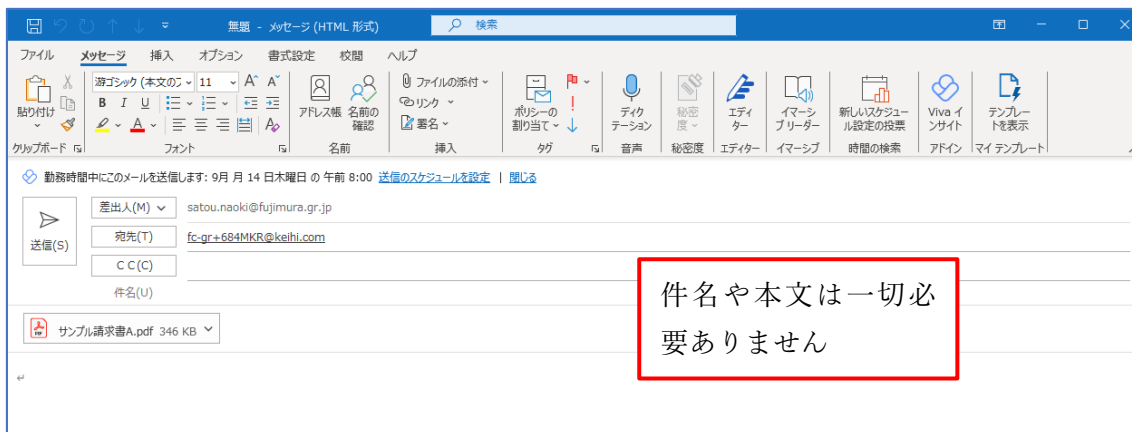 無題 - メッセージ (HTML 形式)
検索
ファイル メッセージ 挿入 オプション 書式設定 校閲 ヘルプ
貼り付け
クリップボード
游ゴシック (本文のフ 11 A^ A˅
B I U
A A
フォント
アドレス帳 名前の
確認
名前
ファイルの添付
リンク
署名
挿入
ポリシーの
割り当て
!
タグ
ディク
テーション
音声
秘密
度
秘密度
エディ
ター
エディター
イマーシ
ブ リーダー
イマーシブ
新しいスケジュー
ル設定の投票
時間の検索
Viva イ
ンサイト
アドイン
テンプレー
トを表示
マイ テンプレート
勤務時間中にこのメールを送信します: 9月 月 14 日木曜日 の 午前 8:00 送信のスケジュールを設定 | 閉じる
送信(S)
差出人(M) satou.naoki@fujimura.gr.jp
宛先(T) fc-gr+684MKR@keihi.com
C C(C)
件名(U)
サンプル請求書A.pdf 346 KB
件名や本文は一切必
要ありません